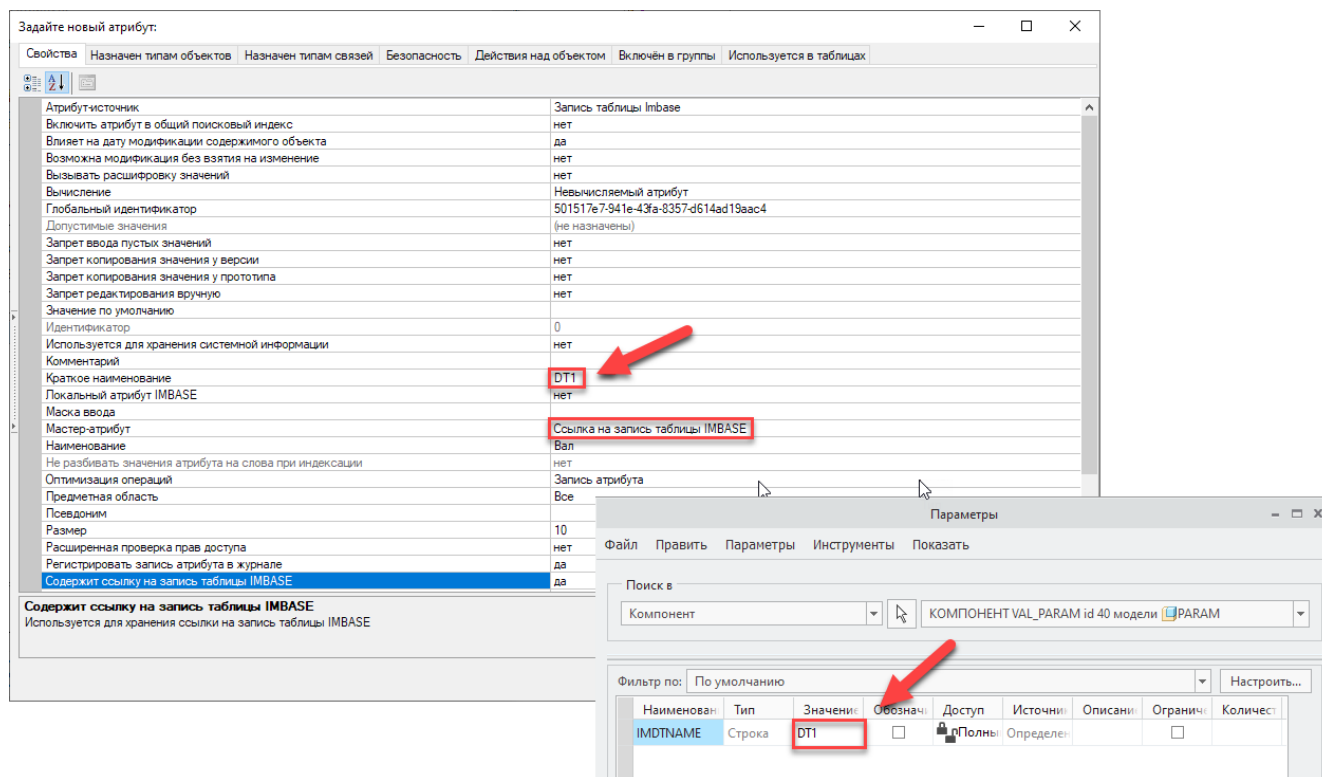 Задайте новый атрибут:
Свойства Назначен типам объектов Назначен типам связей Безопасность Действия над объектом Включён в группы Используется в таблицах
Атрибут-источник Запись таблицы Imbase
Включить атрибут в общий поисковый индекс нет
Влияет на дату модификации содержимого объекта да
Возможна модификация без взятия на изменение нет
Вызывать расшифровку значений нет
Вычисление Невычисляемый атрибут
Глобальный идентификатор 501517e7-941e-43fa-8357-d614ad19aac4
Допустимые значения (не назначены)
Запрет ввода пустых значений нет
Запрет копирования значения у версии нет
Запрет копирования значения у прототипа нет
Запрет редактирования вручную нет
Значение по умолчанию
Идентификатор 0
Используется для хранения системной информации нет
Комментарий
Краткое наименование DT1
Локальный атрибут IMBASE нет
Маска ввода
Мастер-атрибут Ссылка на запись таблицы IMBASE
Наименование Вал
Не разбивать значения атрибута на слова при индексации нет
Оптимизация операций Запись атрибута
Предметная область Все
Псевдоним
Размер 10
Расширенная проверка прав доступа нет
Регистрировать запись атрибута в журнале да
Содержит ссылку на запись таблицы IMBASE да
Содержит ссылку на запись таблицы IMBASE
Используется для хранения ссылки на запись таблицы IMBASE
Параметры
Файл Править Параметры Инструменты Показать
Поиск в
Компонент КОМПОНЕНТ VAL_PARAM id 40 модели PARAM
Фильтр по: По умолчанию Настроить...
Наименован Тип Значение Обознач Доступ Источни Описани Огранич Количест
IMDTNAME Строка DT1 Полны Определен